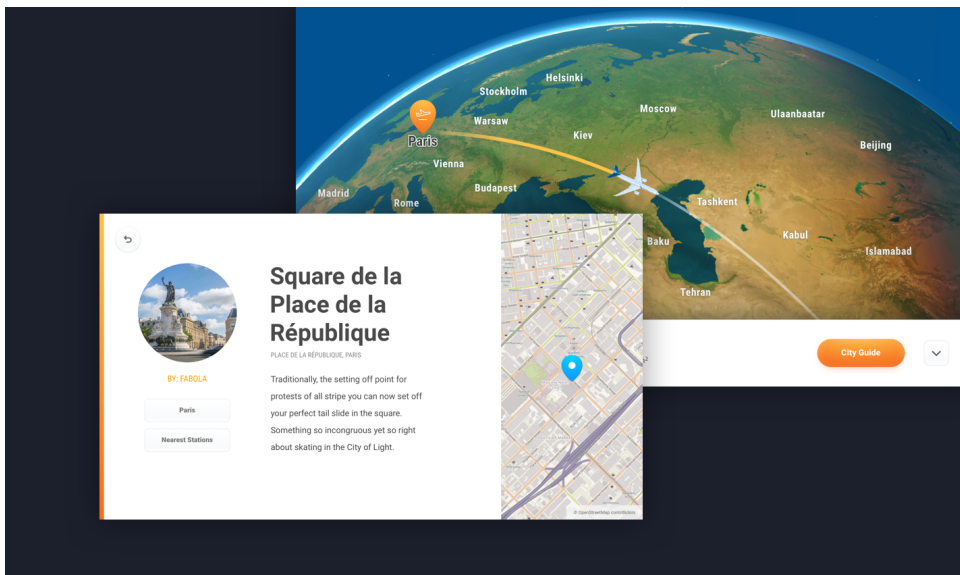 Helsinki
Stockholm
Moscow
Ulaanbaatar
Warsaw
Kiev
Paris
Beijing
Vienna
Budapest
Madrid
Rome
Tashkent
Baku
Kabul
Islamabad
Tehran
City Guide
Square de la
Place de la
République
PLACE DE LA RÉPUBLIQUE, PARIS
BY: FABOLA
Paris
Nearest Stations
Traditionally, the setting off point for
protests of all stripe you can now set off
your perfect tail slide in the square.
Something so incongruous yet so right
about skating in the City of Light.
© OpenStreetMap contributors